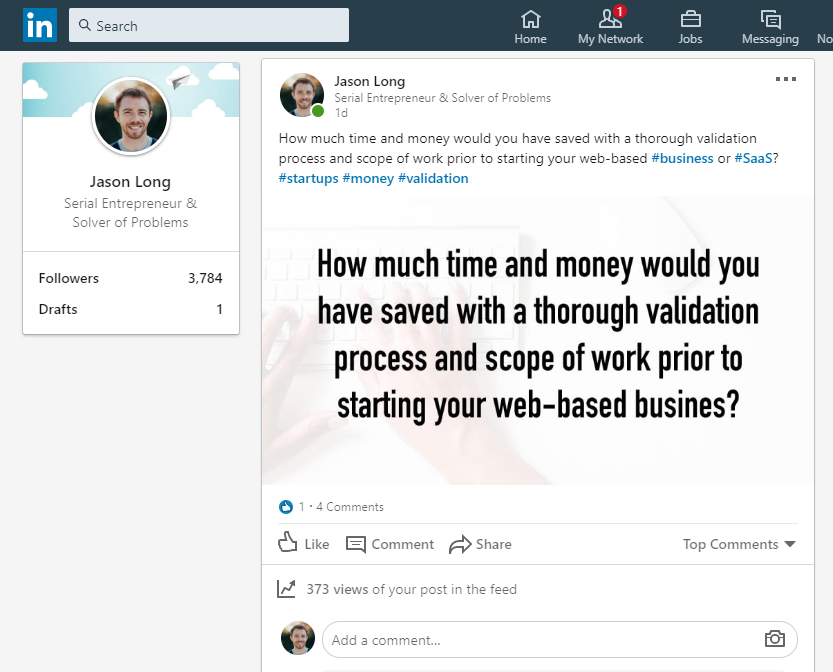 in
Search
Home
1
My Network
Jobs
Messaging
No
Jason Long
Serial Entrepreneur &
Solver of Problems
Followers 3,784
Drafts 1
Jason Long
Serial Entrepreneur & Solver of Problems
1d
How much time and money would you have saved with a thorough validation
process and scope of work prior to starting your web-based #business or #SaaS?
#startups #money #validation
How much time and money would you
have saved with a thorough validation
process and scope of work prior to
starting your web-based busines?
1 • 4 Comments
Like Comment Share Top Comments
373 views of your post in the feed
Add a comment...